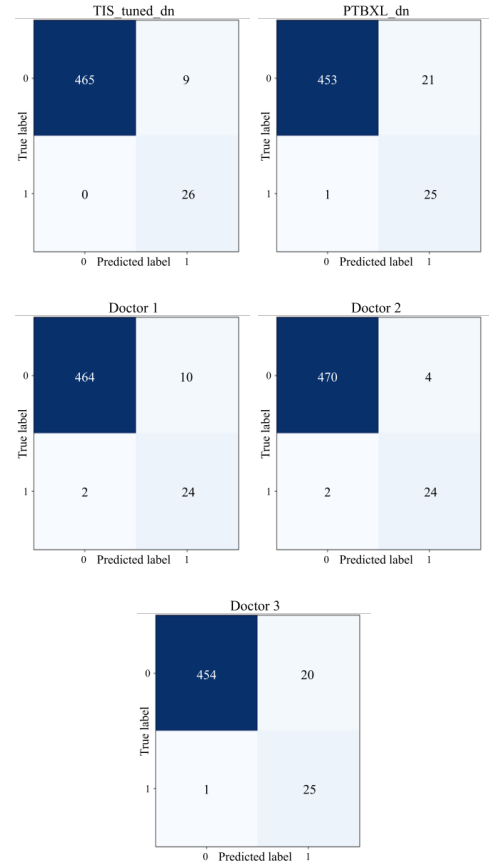 TIS_tuned_dn
0
465
9
True label
1
0
26
0 Predicted label 1
PTBXL_dn
0
453
21
True label
1
1
25
0 Predicted label 1
Doctor 1
0
464
10
True label
1
2
24
0 Predicted label 1
Doctor 2
0
470
4
True label
1
2
24
0 Predicted label 1
Doctor 3
0
454
20
True label
1
1
25
0 Predicted label 1